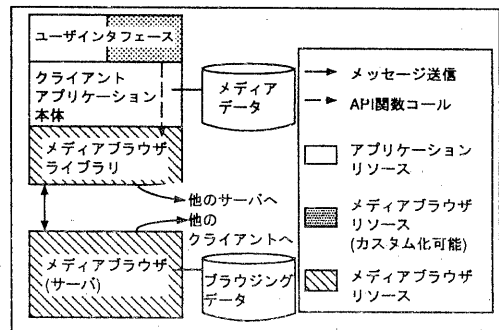 ユーザインタフェース
クライアント
アプリケーション
本体
メディア
データ
メディアブラウザ
ライブラリ
他のサーバへ
他の
クライアントへ
メディアブラウザ
(サーバ)
ブラウジング
データ
メッセージ送信
API関数コール
アプリケーション
リソース
メディアブラウザ
リソース
(カスタム化可能)
メディアブラウザ
リソース